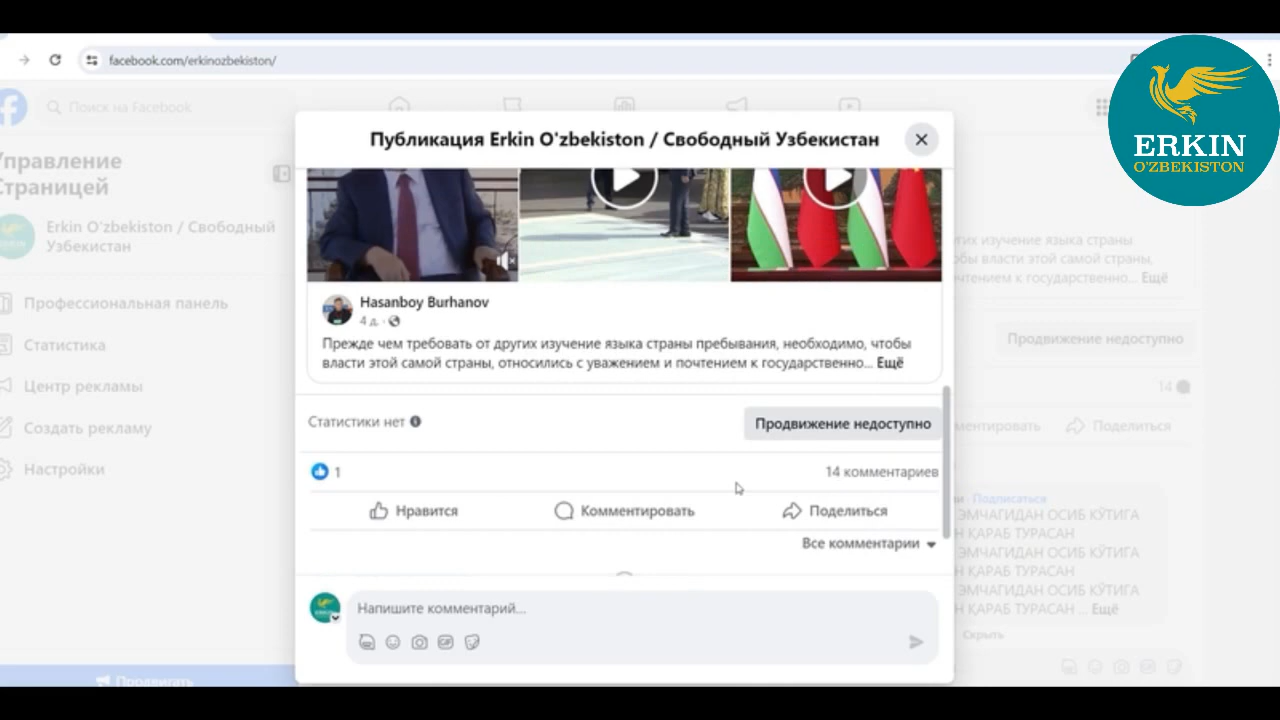 facebook.com/erkinozbekiston/
Поиск на Facebook
ERKIN
O'ZBEKISTON
Управление
Страницей
Erkin O'zbekiston / Свободный
Узбекистан
Профессиональная панель
Статистика
Центр рекламы
Создать рекламу
Настройки
Продвигать
Публикация Erkin O'zbekiston / Свободный Узбекистан
Hasanboy Burhanov
4 д.
Прежде чем требовать от других изучение языка страны пребывания, необходимо, чтобы
власти этой самой страны, относились с уважением и почтением к государственно... Ещё
Статистики нет
Продвижение недоступно
1
14 комментариев
Нравится
Комментировать
Поделиться
Все комментарии
Напишите комментарий...
изучение языка страны
власти этой самой страны,
почтением к государственно... Ещё
Продвижение недоступно
14
Поделиться
Подписаться
ЭМЧАГИДАН ОСИБ КЎТИГА
ҚАРАБ ТУРАСАН
ЭМЧАГИДАН ОСИБ КЎТИГА
ҚАРАБ ТУРАСАН
ЭМЧАГИДАН ОСИБ КЎТИГА
ҚАРАБ ТУРАСАН ... Ещё
Скрыть